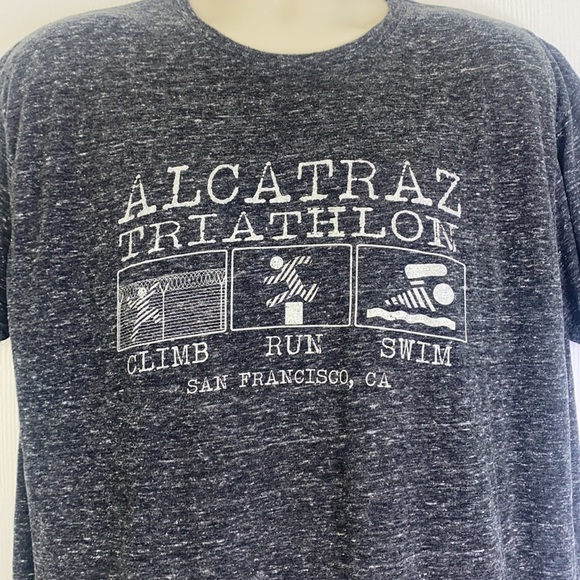 ALCATRAZ
TRIATHLON
CLIMB RUN SWIM
SAN FRANCISCO, CA